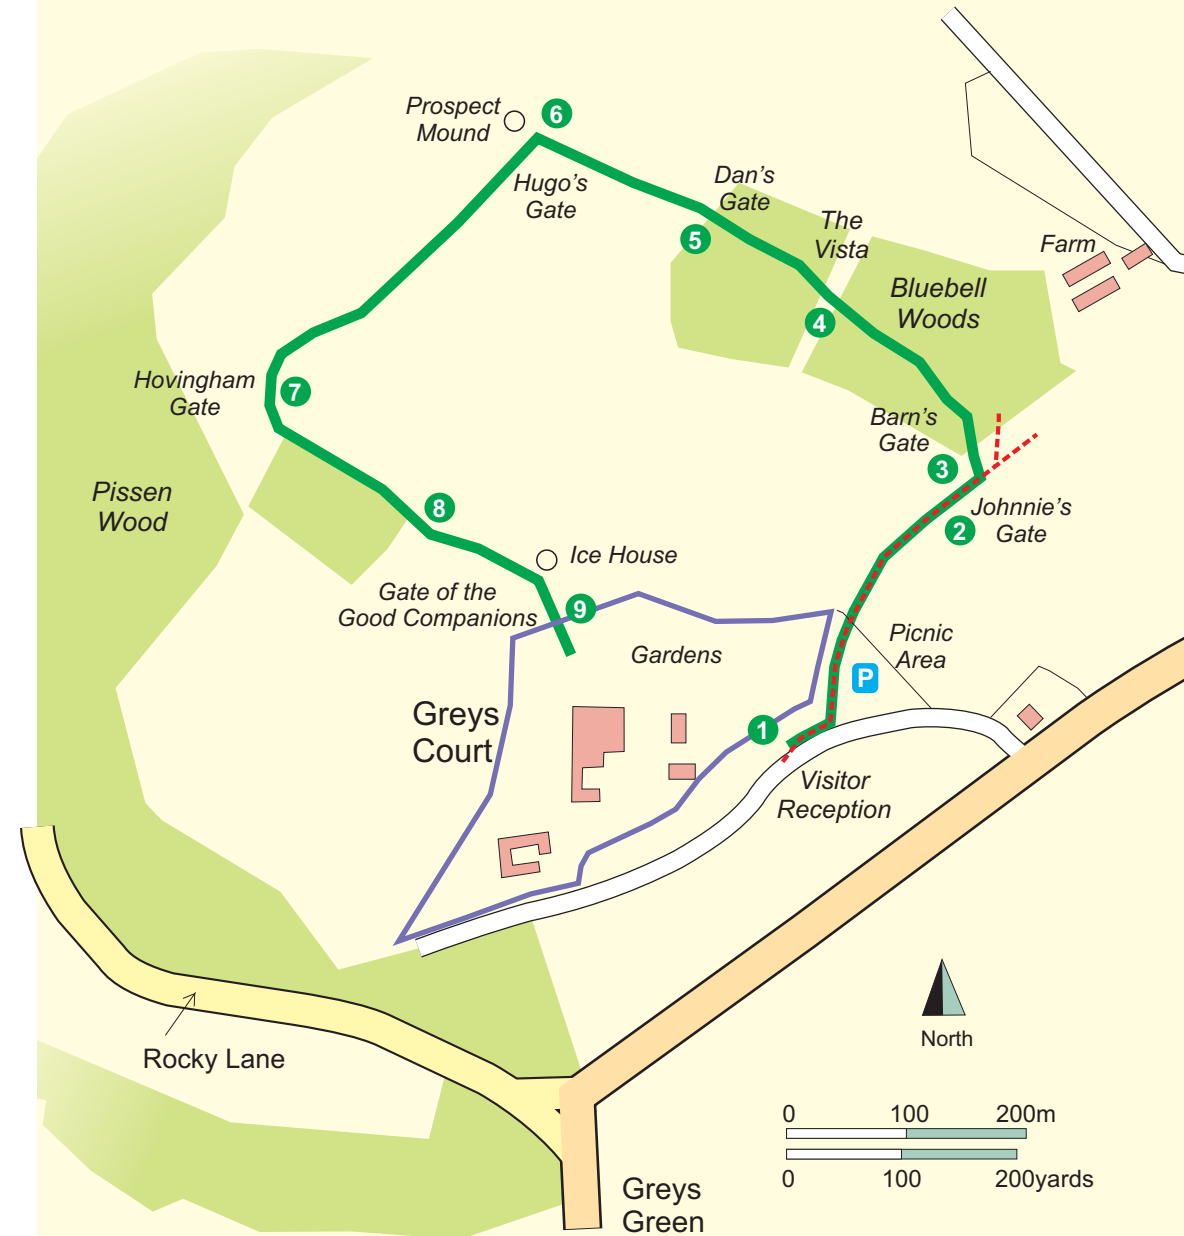 Prospect
Mound
6
Hugo's
Gate
Dan's
Gate
5
The
Vista
4
Farm
Bluebell
Woods
Hovingham
Gate
7
Barn's
Gate
3
Pissen
Wood
8
Johnnie's
Gate
2
Ice House
Gate of the
Good Companions
9
Gardens
Picnic
Area
P
Greys
Court
1
Visitor
Reception
Rocky Lane
North
0 100 200m
0 100 200yards
Greys
Green